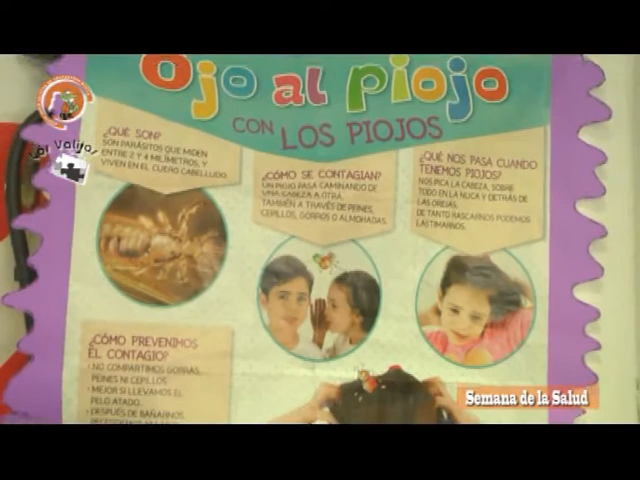 Ojo al piojo
CON LOS PIOJOS
¿QUÉ SON?
SON PARÁSITOS QUE MIDEN
ENTRE 2 Y 4 MILÍMETROS, Y
VIVEN EN EL CUERO CABELLUDO.
¿CÓMO SE CONTAGIAN?
UN PIOJO PASA CAMINANDO DE
UNA CABEZA A OTRA.
TAMBIÉN A TRAVÉS DE PEINES,
CEPILLOS, GORROS O ALMOHADAS.
¿QUÉ NOS PASA CUANDO
TENEMOS PIOJOS?
NOS PICA LA CABEZA, SOBRE
TODO EN LA NUCA Y DETRÁS DE
LAS OREJAS.
DE TANTO RASCARNOS PODEMOS
LASTIMARNOS.
¿CÓMO PREVENIMOS
EL CONTAGIO?
• NO COMPARTIMOS GORRAS,
PEINES NI CEPILLOS.
• MEJOR SI LLEVAMOS EL
PELO ATADO.
• DESPUÉS DE BAÑARNOS,
Semana de la Salud